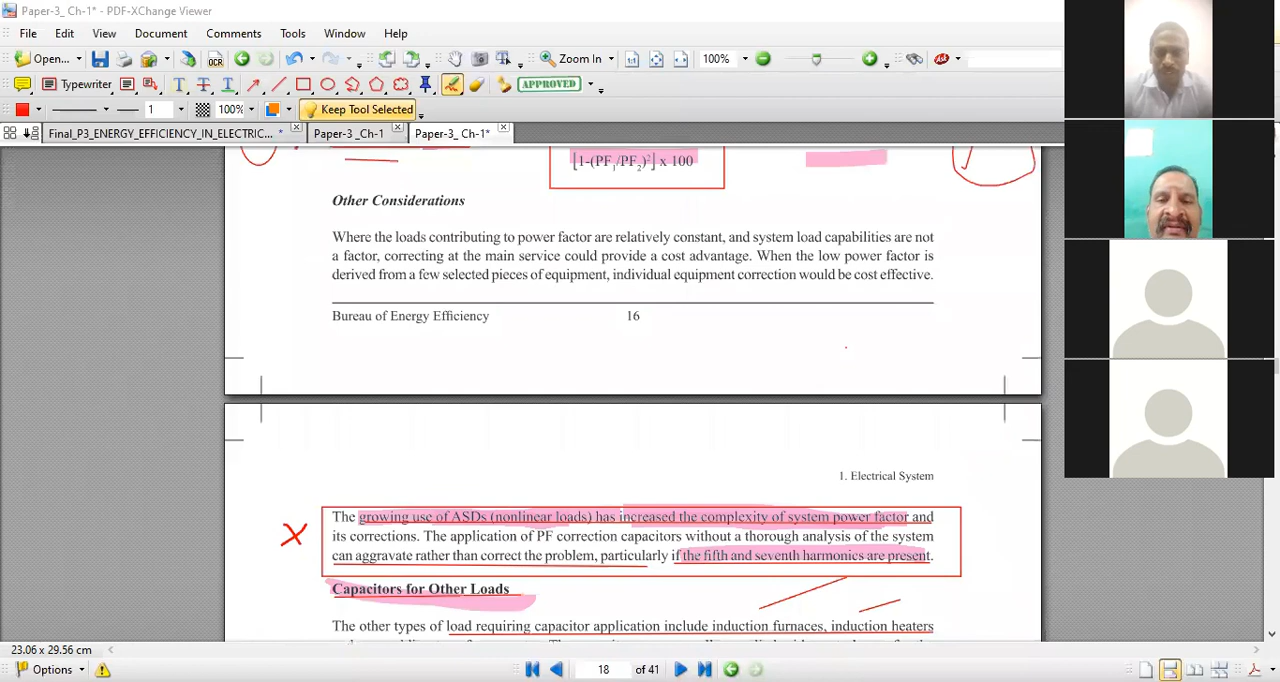 Paper-3_ Ch-1* - PDF-XChange Viewer
File Edit View Document Comments Tools Window Help
Open... OCR Zoom In 100%
Typewriter APPROVED
1 100% Keep Tool Selected
Final_P3_ENERGY_EFFICIENCY_IN_ELECTRIC... * Paper-3 _Ch-1 Paper-3_ Ch-1*
[1-(PF1/PF2)2] x 100
Other Considerations
Where the loads contributing to power factor are relatively constant, and system load capabilities are not
a factor, correcting at the main service could provide a cost advantage. When the low power factor is
derived from a few selected pieces of equipment, individual equipment correction would be cost effective.
Bureau of Energy Efficiency 16
1. Electrical System
The growing use of ASDs (nonlinear loads) has increased the complexity of system power factor and
its corrections. The application of PF correction capacitors without a thorough analysis of the system
can aggravate rather than correct the problem, particularly if the fifth and seventh harmonics are present.
Capacitors for Other Loads
The other types of load requiring capacitor application include induction furnaces, induction heaters
23.06 x 29.56 cm
Options 18 of 41